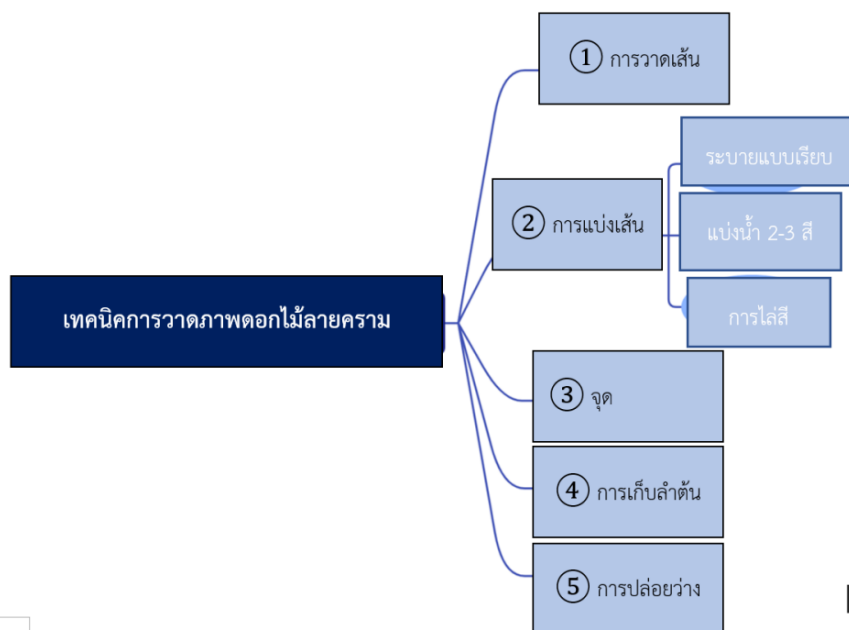 ① การวาดเส้น
ระบายแบบเรียบ
② การแบ่งเส้น
แบ่งน้ำ 2-3 สี
การไล่สี
เทคนิคการวาดภาพดอกไม้ลายคราม
③ จุด
④ การเก็บลำต้น
⑤ การปล่อยว่าง